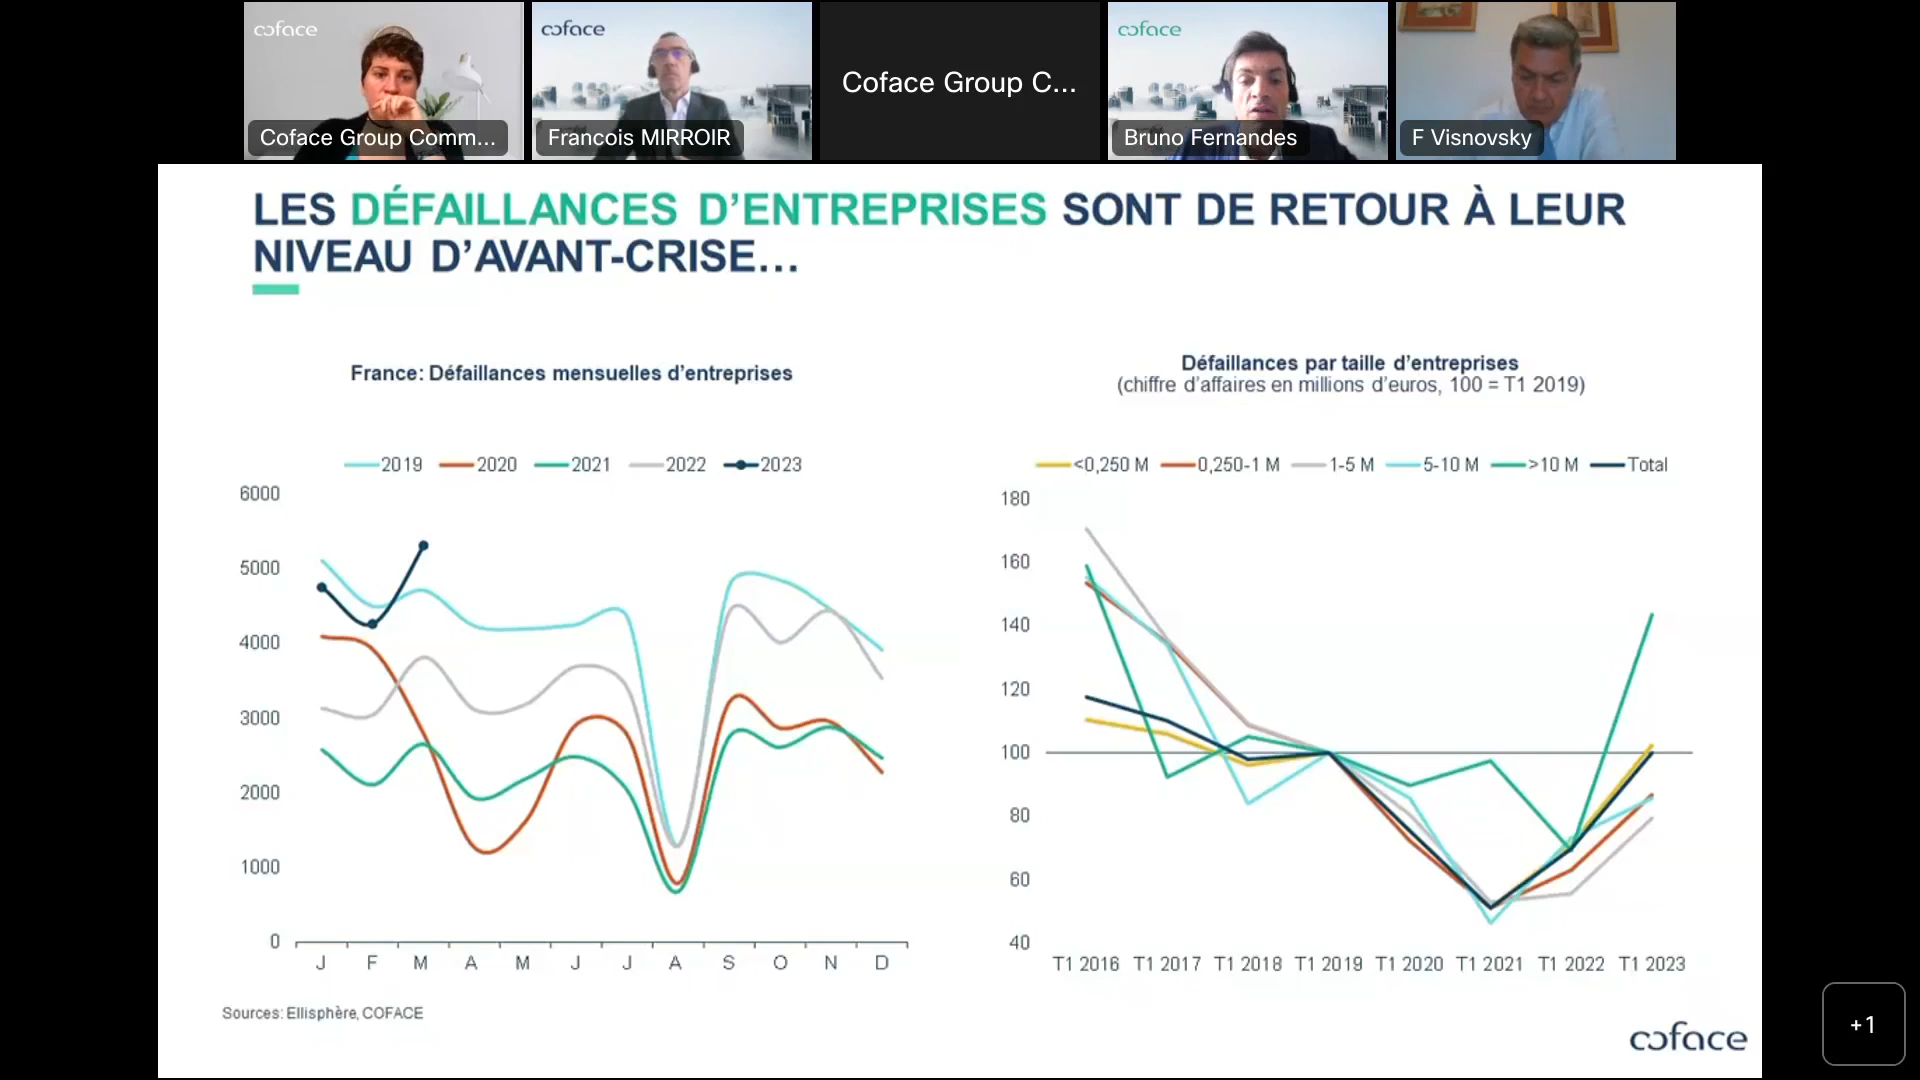 coface
coface
coface
Coface Group C...
Coface Group Comm...
Francois MIRROIR
Bruno Fernandes
F Visnovsky
LES DÉFAILLANCES D’ENTREPRISES SONT DE RETOUR À LEUR
NIVEAU D’AVANT-CRISE…
France: Défaillances mensuelles d’entreprises
2019 2020 2021 2022 2023
6000
5000
4000
3000
2000
1000
0
J F M A M J J A S O N D
Sources: Ellisphère, COFACE
Défaillances par taille d’entreprises
(chiffre d’affaires en millions d’euros, 100 = T1 2019)
<0,250 M 0,250-1 M 1-5 M 5-10 M >10 M Total
180
160
140
120
100
80
60
40
T1 2016 T1 2017 T1 2018 T1 2019 T1 2020 T1 2021 T1 2022 T1 2023
coface
+1